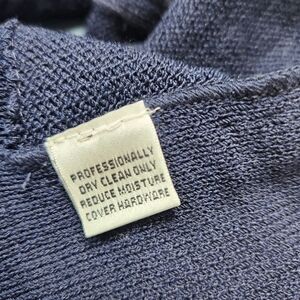 PROFESSIONALLY
DRY CLEAN ONLY
REDUCE MOISTURE
COVER HARDWARE